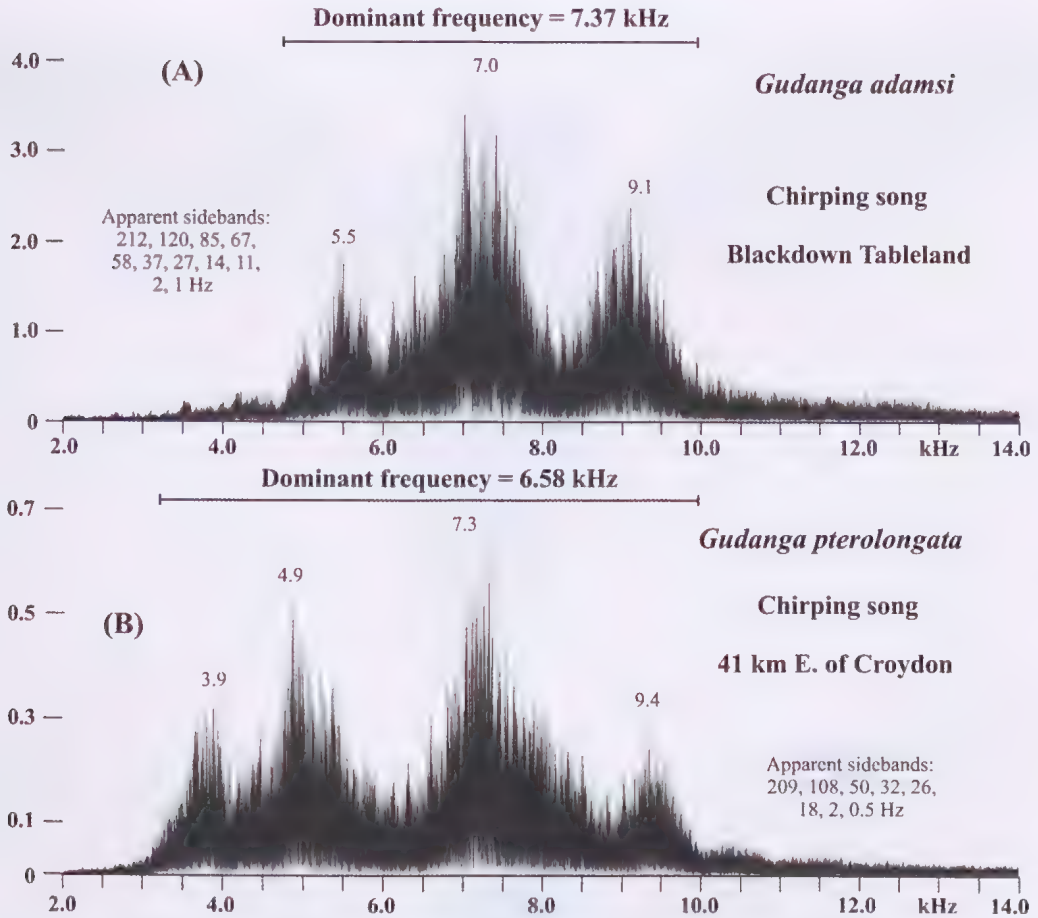 Dominant frequency = 7.37 kHz
4.0
(A)
7.0
Gudanga adamsi
3.0
9.1
Chirping song
Apparent sidebands:
212, 120, 85, 67,
58, 37, 27, 14, 11,
2, 1 Hz
2.0
5.5
Blackdown Tableland
1.0
0
2.0 4.0 6.0 8.0 10.0 12.0 kHz 14.0
Dominant frequency = 6.58 kHz
0.7
7.3
Gudanga pterolongata
4.9
0.5
Chirping song
(B)
41 km E. of Croydon
3.9
9.4
0.3
Apparent sidebands:
209, 108, 50, 32, 26,
18, 2, 0.5 Hz
0.1
0
2.0 4.0 6.0 8.0 10.0 12.0 kHz 14.0